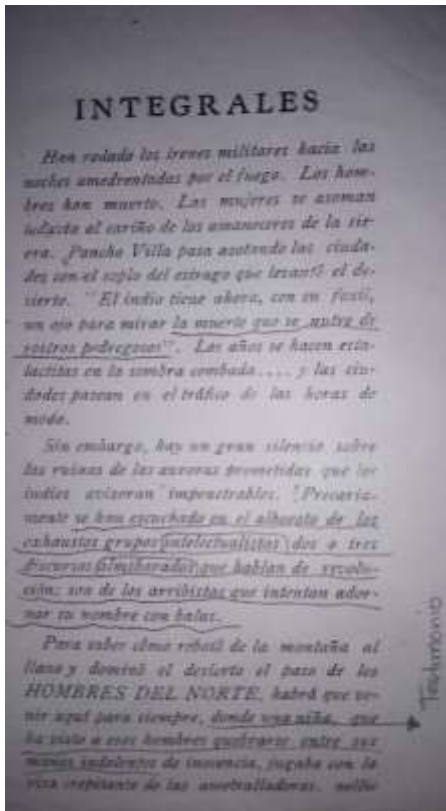 INTEGRALES
Han rodado los trenes militares hacia las
noches amedrentadas por el fuego. Los hom-
bres han muerto. Las mujeres se asoman
todavía al cariño de los amaneceres de la sie-
rra. Pancho Villa pasa azotando las ciuda-
des con el soplo del estrago que levantó el de-
sierto. "El indio tiene ahora, con su fusil,
un ojo para mirar la muerte que se nutre de
rostros pedregosos". Los años se hacen esta-
lactitas en la sombra combada.... y las ciu-
dades pasean en el tráfico de las horas de
moda.
Sin embargo, hay un gran silencio sobre
las ruinas de las auroras prometidas que los
indios avizoran impenetrables. Precaria-
mente se han escuchado en el alboroto de los
exhaustos grupos intelectualistas dos o tres
discursos almibarados que hablan de revolu-
ción; son de los arribistas que intentan ador-
nar su nombre con balas.
Para saber cómo rebotó de la montaña al
llano y dominó el desierto el paso de los
HOMBRES DEL NORTE, habrá que ve-
nir aquí para siempre, donde una niña, que
ha visto a esos hombres quebrarse entre sus
manos indolentes de inocencia, jugaba con la
risa crepitante de las ametralladoras.